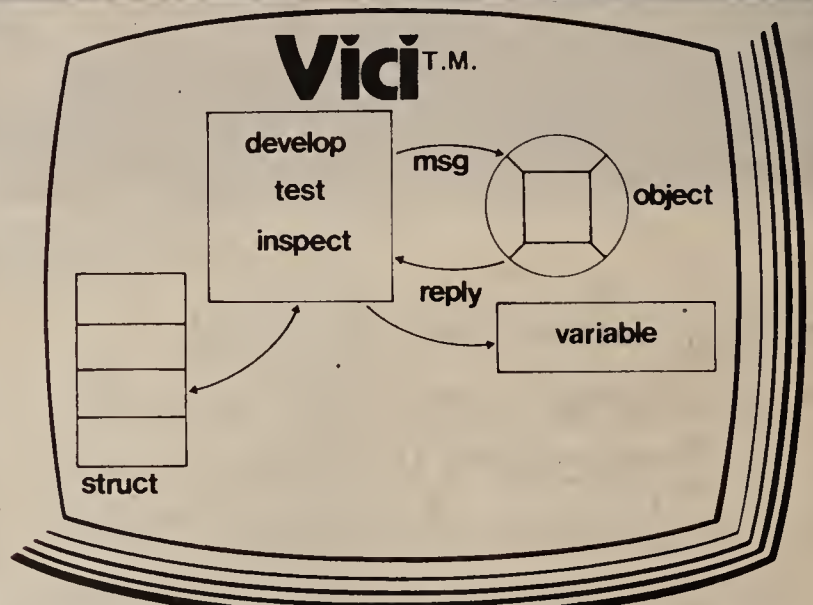 Vici T.M.
develop
test
inspect
msg
object
reply
variable
struct